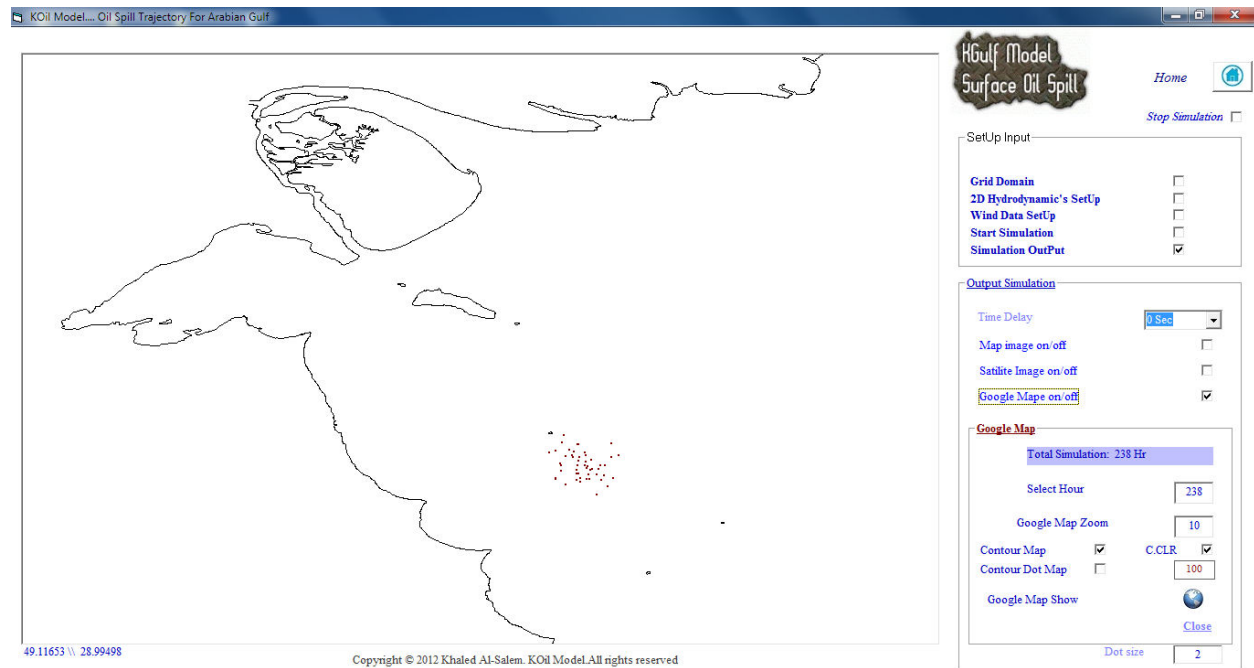 KOil Model.... Oil Spill Trajectory For Arabian Gulf
KGulf Model
Surface Oil Spill
Home
Stop Simulation
SetUp Input
Grid Domain
2D Hydrodynamic's SetUp
Wind Data SetUp
Start Simulation
Simulation OutPut
Output Simulation
Time Delay 0 Sec
Map image on/off
Satilite Image on/off
Google Mape on/off
Google Map
Total Simulation: 238 Hr
Select Hour 238
Google Map Zoom 10
Contour Map C.CLR
Contour Dot Map 100
Google Map Show
Close
Dot size 2
49.11653 \\ 28.99498
Copyright © 2012 Khaled Al-Salem. KOil Model.All rights reserved